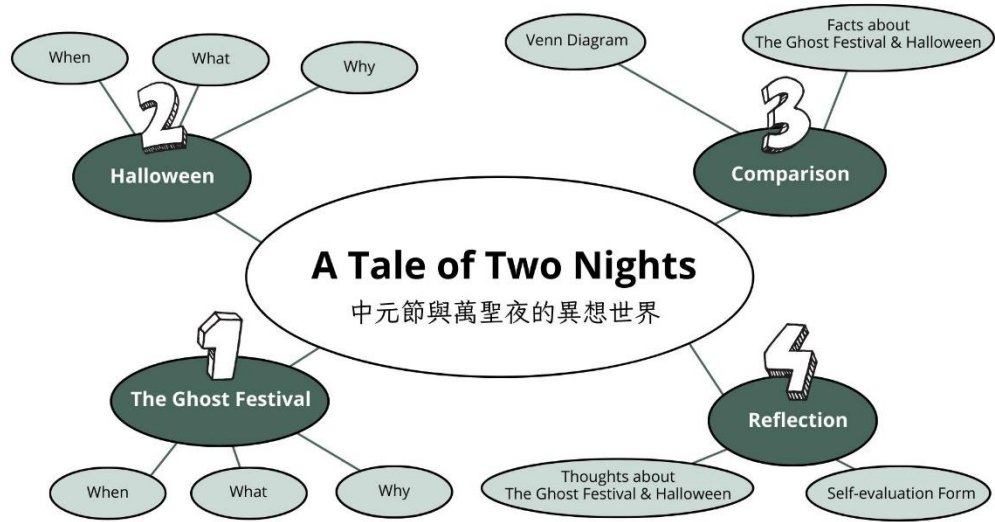 When
What
Why
2
Halloween
Venn Diagram
Facts about
The Ghost Festival & Halloween
3
Comparison
A Tale of Two Nights
中元節與萬聖夜的異想世界
1
The Ghost Festival
When
What
Why
4
Reflection
Thoughts about
The Ghost Festival & Halloween
Self-evaluation Form